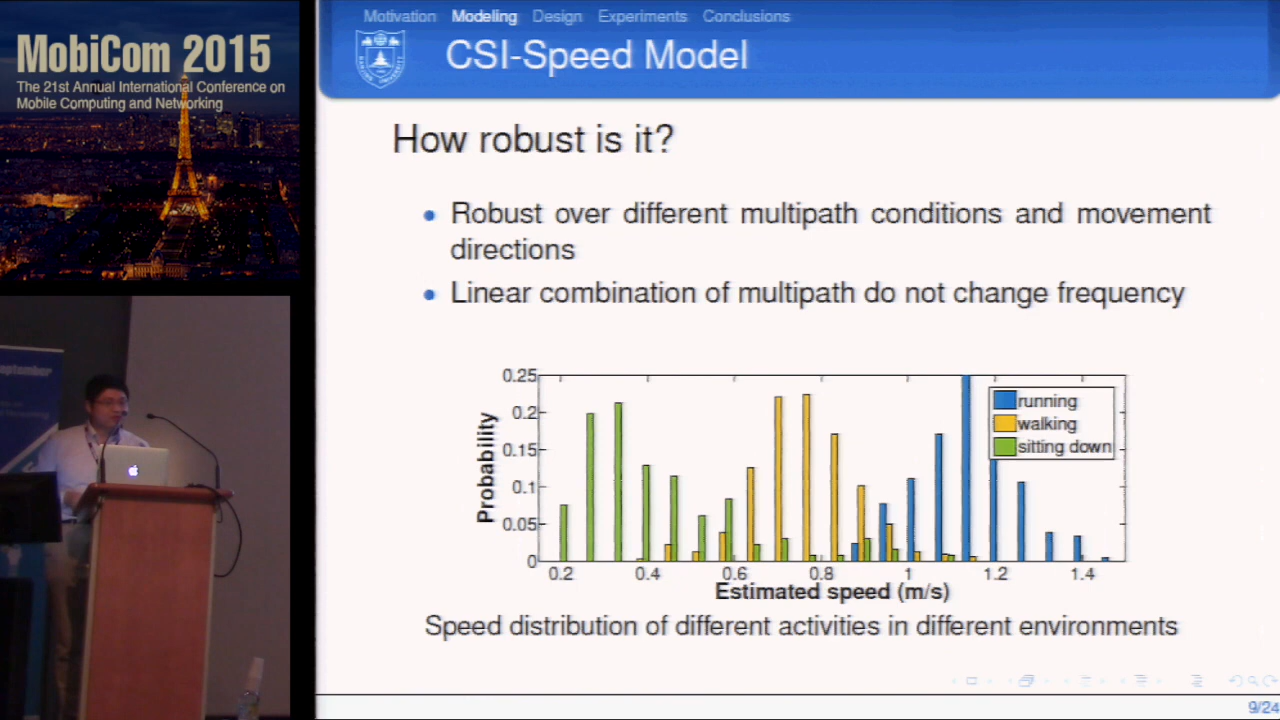 MobiCom 2015
The 21st Annual International Conference on
Mobile Computing and Networking
Motivation Modeling Design Experiments Conclusions
CSI-Speed Model
How robust is it?
• Robust over different multipath conditions and movement
directions
• Linear combination of multipath do not change frequency
0.25
0.2
0.15
0.1
0.05
0
Probability
running
walking
sitting down
0.2 0.4 0.6 0.8 1 1.2 1.4
Estimated speed (m/s)
Speed distribution of different activities in different environments
9/24